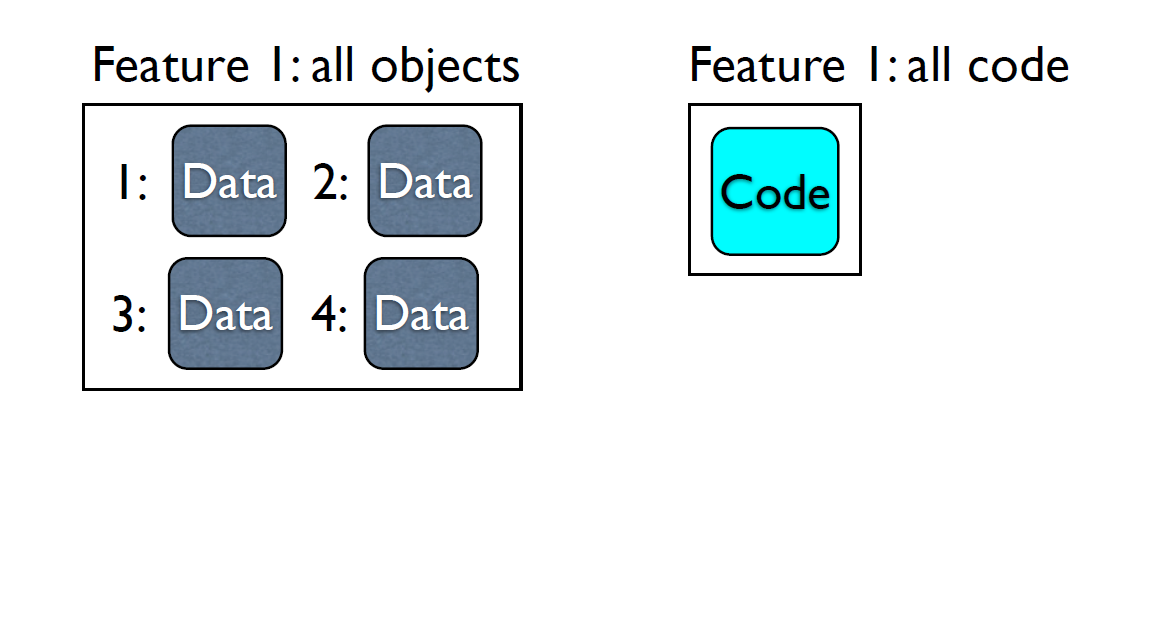 Feature 1: all objects
1: Data 2: Data
3: Data 4: Data
Feature 1: all code
Code